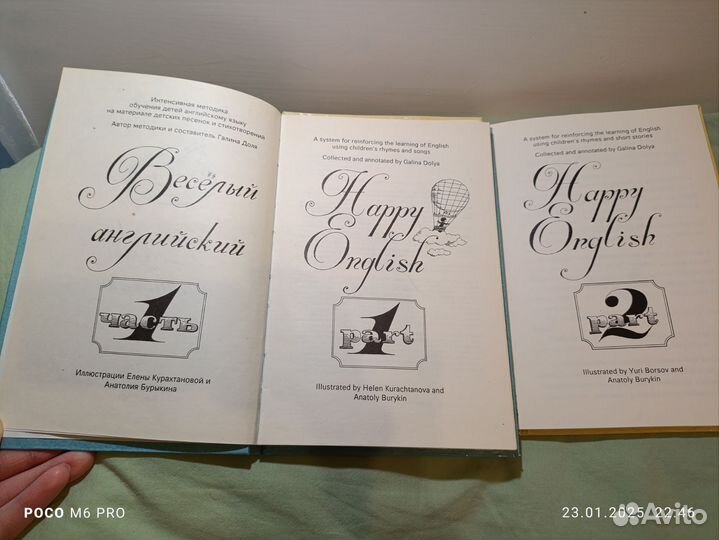 Интенсивная методика
обучения детей английскому языку
на материале детских песенок и стихотворений
Автор методики и составитель Галина Доля
Весёлый
английский
1
часть
Иллюстрации Елены Курахтановой и
Анатолия Бурыкина
A system for reinforcing the learning of English
using children's rhymes and songs
Collected and annotated by Galina Dolya
Happy
English
1
part
Illustrated by Helen Kurachtanova and
Anatoly Burykin
A system for reinforcing the learning of English
using children's rhymes and short stories
Collected and annotated by Galina Dolya
Happy
English
2
part
Illustrated by Yuri Borsov and
Anatoly Burykin
POCO M6 PRO
23.01.2025 22:46
Avito